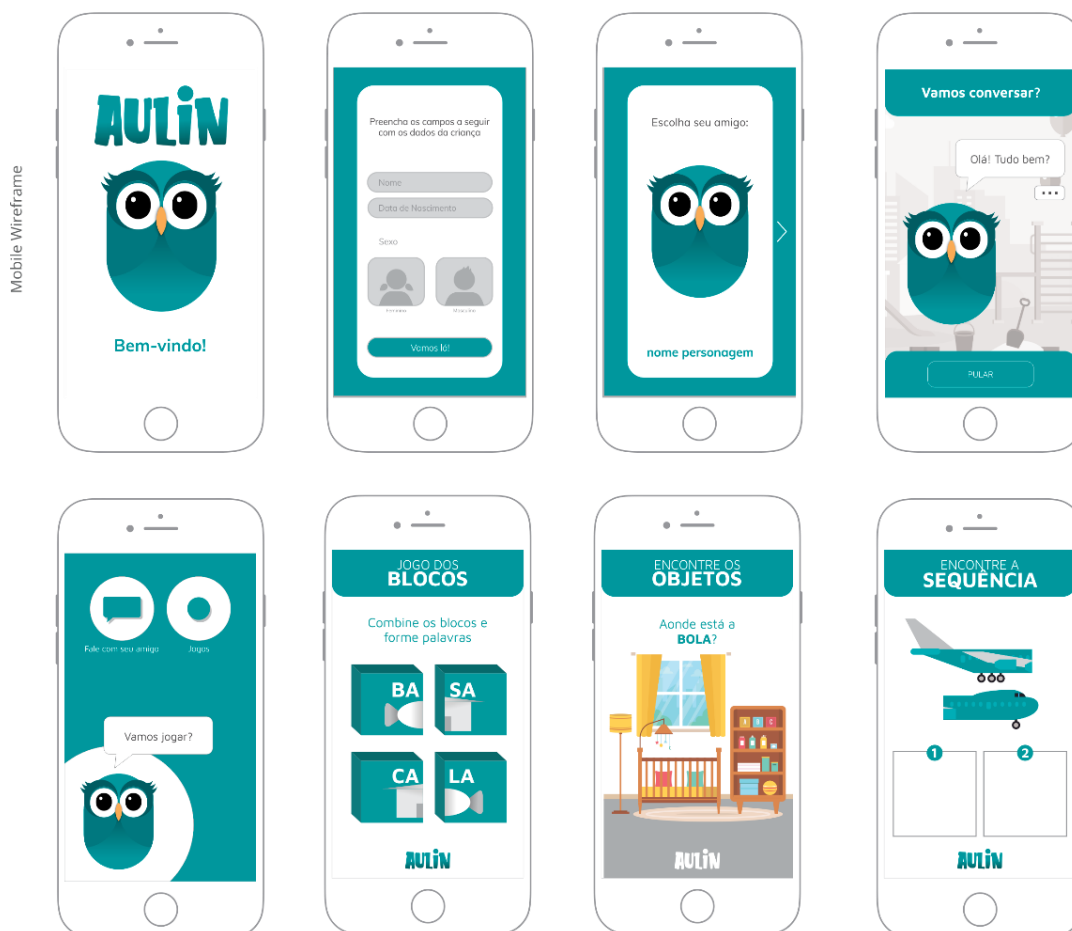 Mobile Wireframe
AULiN
Bem-vindo!
Preencha os campos a seguir
com os dados da criança
Nome
Data de Nascimento
Sexo
Feminino
Masculino
Vamos lá!
Escolha seu amigo:
nome personagem
Vamos conversar?
Olá! Tudo bem?
PULAR
Fale com seu amigo
Jogos
Vamos jogar?
JOGO DOS
BLOCOS
Combine os blocos e
forme palavras
BA
SA
CA
LA
AULiN
ENCONTRE OS
OBJETOS
Aonde está a
BOLA?
A B C
AULiN
ENCONTRE A
SEQUÊNCIA
1
2
AULiN